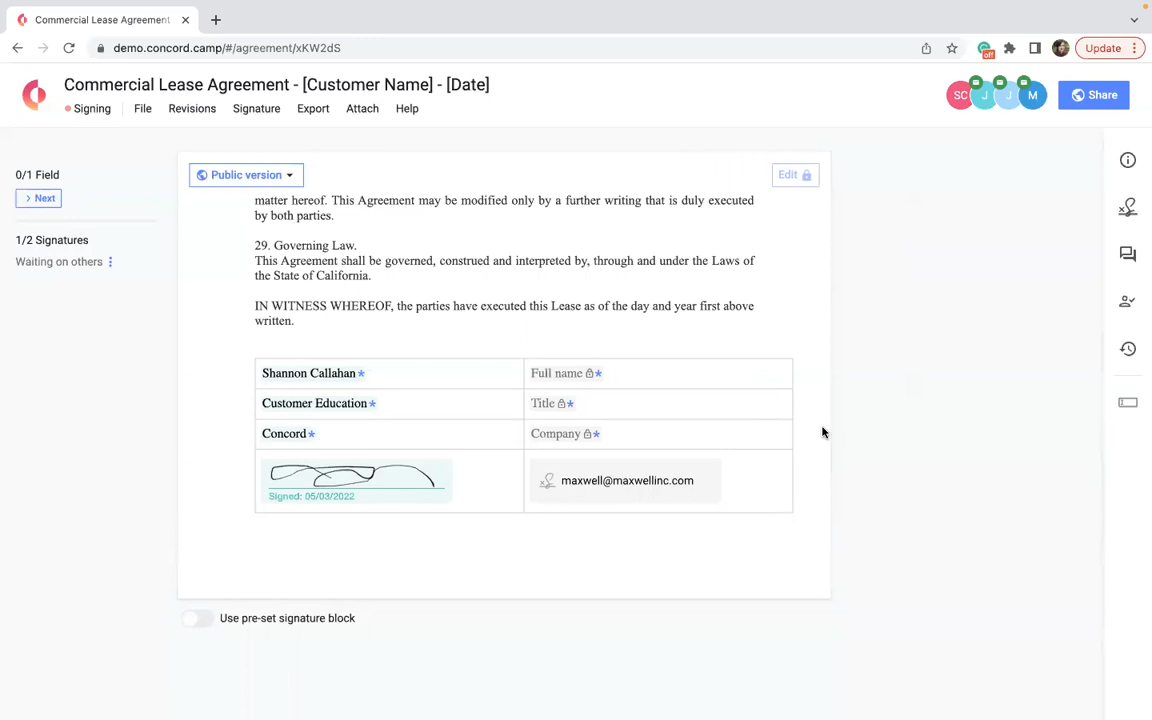 Commercial Lease Agreement
demo.concord.camp/#/agreement/xKW2dS
off
Update
Commercial Lease Agreement - [Customer Name] - [Date]
Signing
File
Revisions
Signature
Export
Attach
Help
SC
J
J
M
Share
0/1 Field
> Next
1/2 Signatures
Waiting on others
Public version
Edit
matter hereof. This Agreement may be modified only by a further writing that is duly executed
by both parties.
29. Governing Law.
This Agreement shall be governed, construed and interpreted by, through and under the Laws of
the State of California.
IN WITNESS WHEREOF, the parties have executed this Lease as of the day and year first above
written.
Shannon Callahan *
Full name *
Customer Education *
Title *
Concord *
Company *
Signed: 06/03/2022
maxwell@maxwellinc.com
Use pre-set signature block